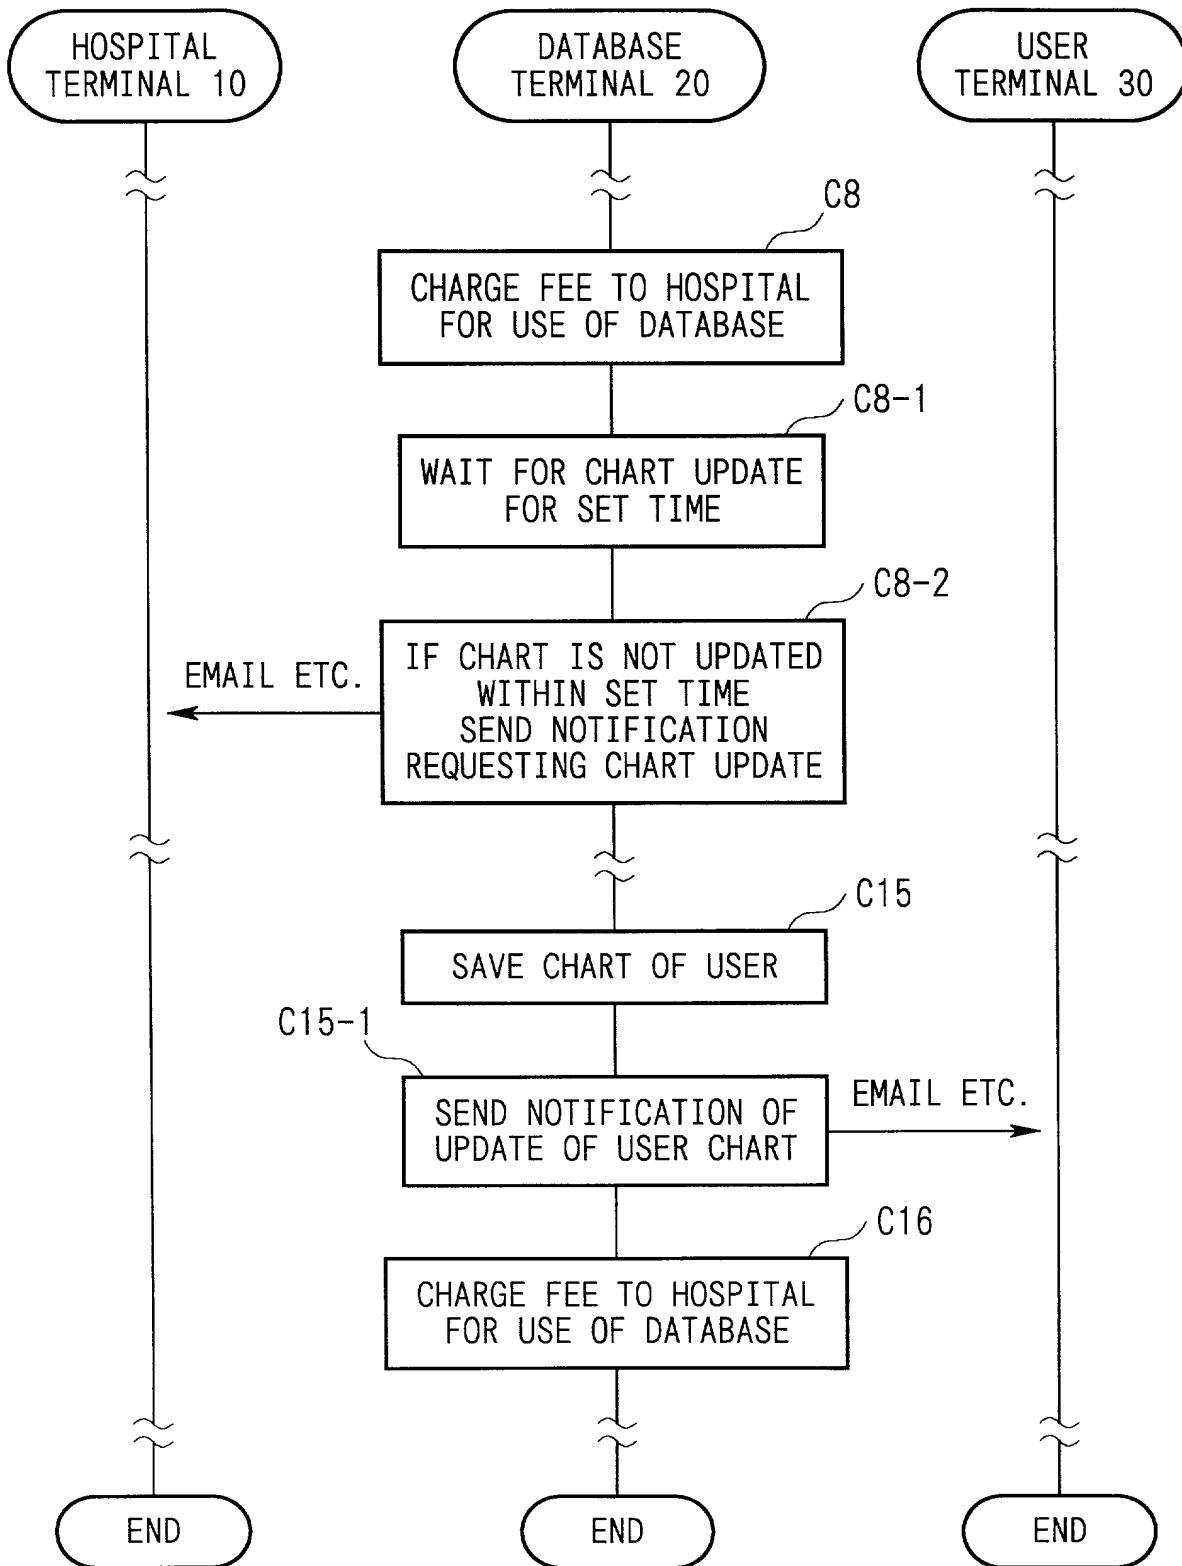 HOSPITAL
TERMINAL 10
DATABASE
TERMINAL 20
USER
TERMINAL 30
C8
CHARGE FEE TO HOSPITAL
FOR USE OF DATABASE
C8-1
WAIT FOR CHART UPDATE
FOR SET TIME
C8-2
IF CHART IS NOT UPDATED
WITHIN SET TIME
SEND NOTIFICATION
REQUESTING CHART UPDATE
EMAIL ETC.
C15
SAVE CHART OF USER
C15-1
SEND NOTIFICATION OF
UPDATE OF USER CHART
EMAIL ETC.
C16
CHARGE FEE TO HOSPITAL
FOR USE OF DATABASE
END
END
END